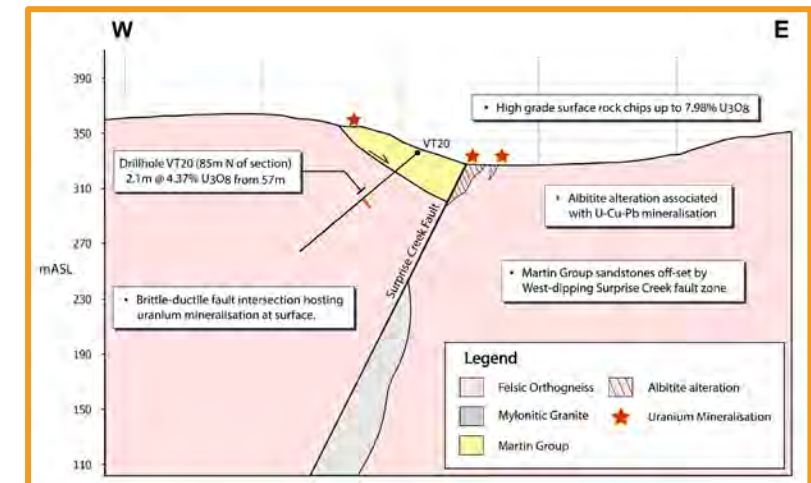 W
E
390
350
310
270
mASL
230
190
150
110
• High grade surface rock chips up to 7.98% U3O8
VT20
Drillhole VT20 (85m N of section)
2.1m @ 4.37% U3O8 from 57m
• Albitite alteration associated
with U-Cu-Pb mineralisation
Surprise Creek Fault
• Martin Group sandstones off-set by
West-dipping Surprise Creek fault zone
• Brittle-ductile fault intersection hosting
uranium mineralisation at surface.
Legend
Felsic Orthogneiss
Albitite alteration
Mylonitic Granite
Uranium Mineralisation
Martin Group